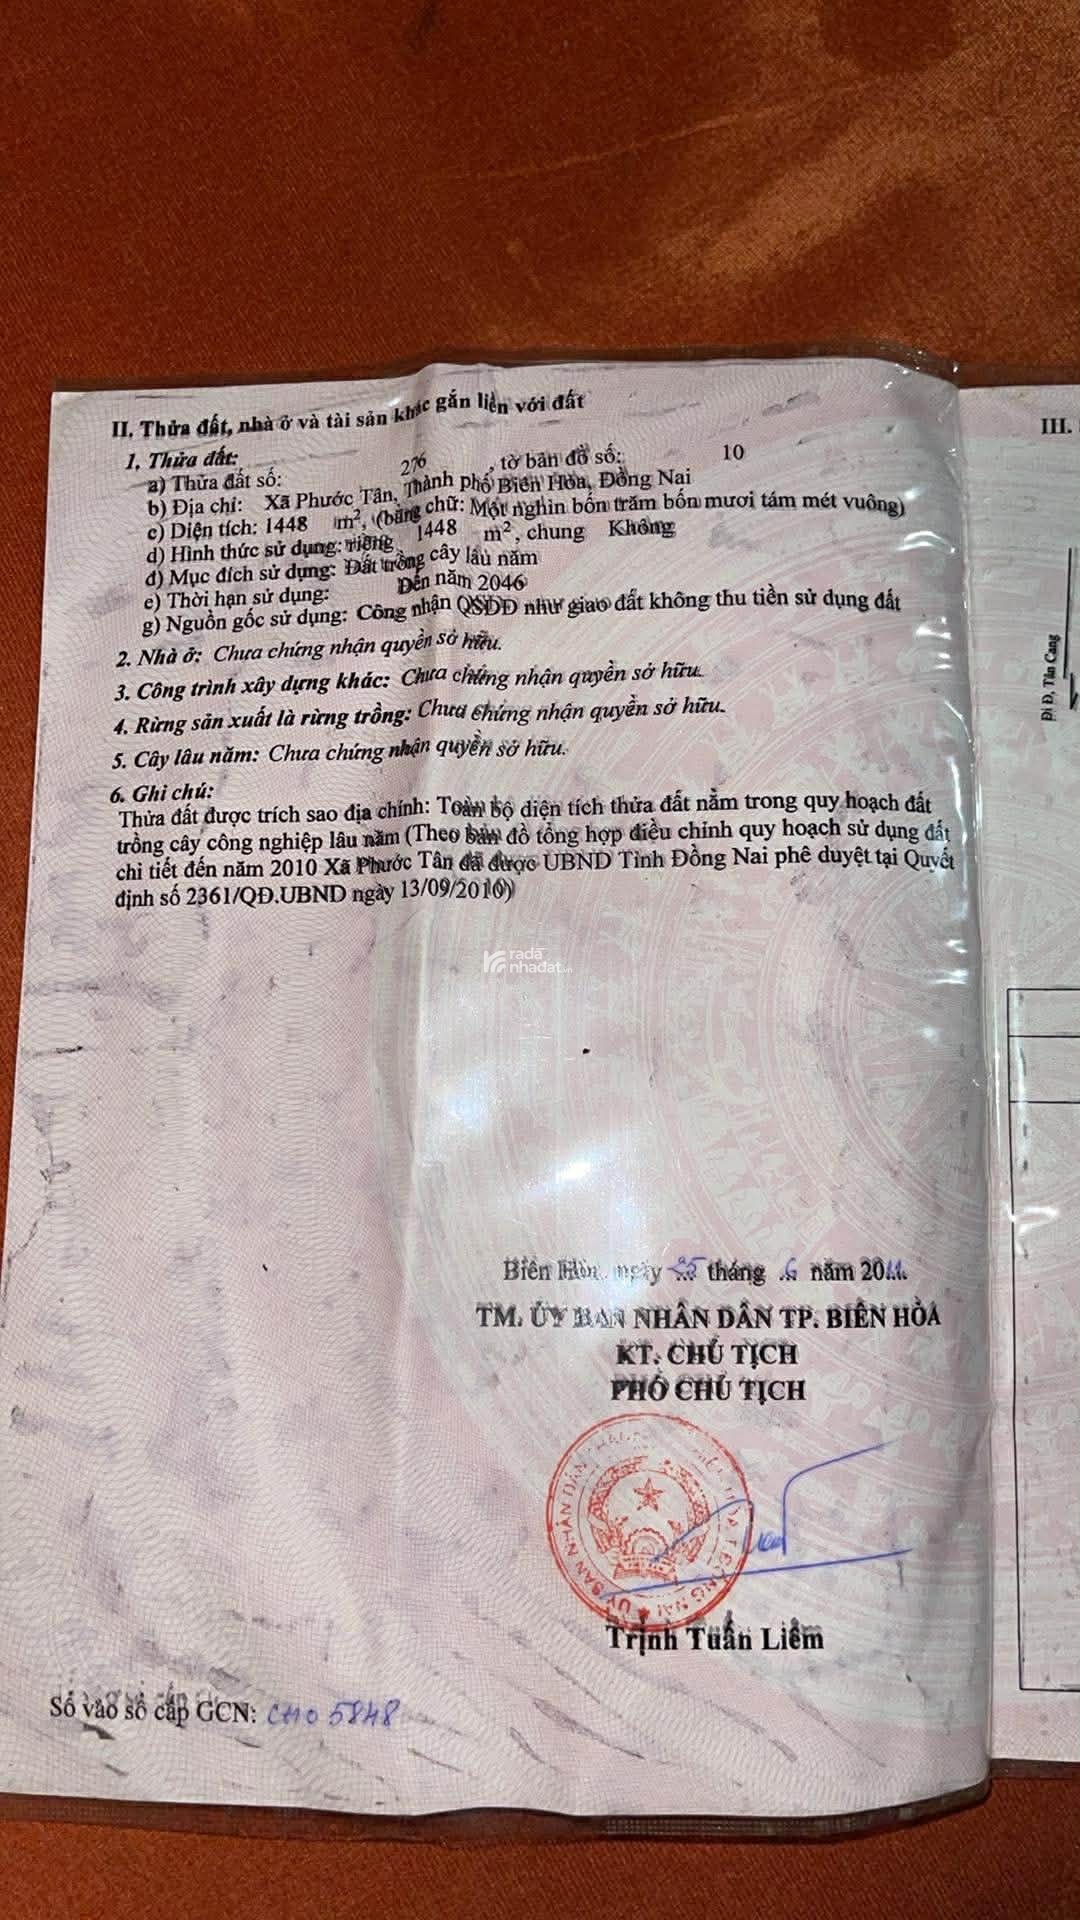 II. Thửa đất, nhà ở và tài sản khác gắn liền với đất
1. Thửa đất:
a) Thửa đất số: 276 , tờ bản đồ số: 10
b) Địa chỉ: Xã Phước Tân, Thành phố Biên Hòa, Đồng Nai
c) Diện tích: 1448 m², (bằng chữ: Một nghìn bốn trăm bốn mươi tám mét vuông)
d) Hình thức sử dụng: riêng 1448 m², chung Không
đ) Mục đích sử dụng: Đất trồng cây lâu năm
e) Thời hạn sử dụng: Đến năm 2046
g) Nguồn gốc sử dụng: Công nhận QSDĐ như giao đất không thu tiền sử dụng đất
2. Nhà ở: Chưa chứng nhận quyền sở hữu.
3. Công trình xây dựng khác: Chưa chứng nhận quyền sở hữu.
4. Rừng sản xuất là rừng trồng: Chưa chứng nhận quyền sở hữu.
5. Cây lâu năm: Chưa chứng nhận quyền sở hữu.
6. Ghi chú:
Thửa đất được trích sao địa chính: Toàn bộ diện tích thửa đất nằm trong quy hoạch đất
trồng cây công nghiệp lâu năm (Theo bản đồ tổng hợp điều chỉnh quy hoạch sử dụng đất
chi tiết đến năm 2010 Xã Phước Tân đã được UBND Tỉnh Đồng Nai phê duyệt tại Quyết
định số 2361/QĐ.UBND ngày 13/09/2010)
rada
nhadat.vn
Biên Hòa, ngày 25 tháng 6 năm 2011
TM. ỦY BAN NHÂN DÂN TP. BIÊN HÒA
KT. CHỦ TỊCH
PHÓ CHỦ TỊCH
Trịnh Tuấn Liêm
Số vào sổ cấp GCN: CH05848
III.
Đi Đ, Tân Cang